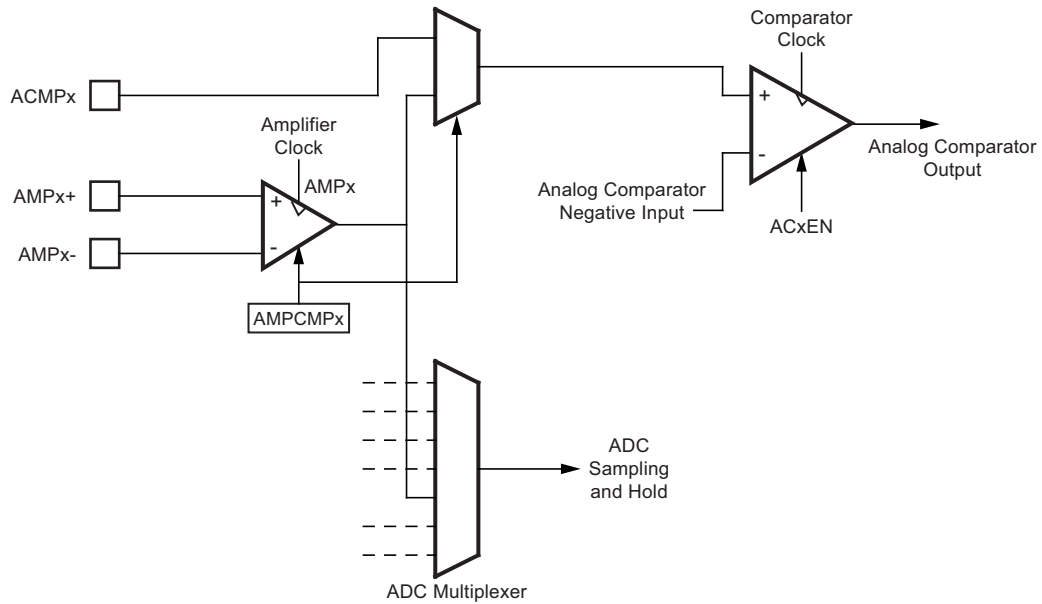 Comparator
Clock
ACMPx
+
Amplifier
Clock
-
Analog Comparator
Output
AMPx+
AMPx
+
Analog Comparator
Negative Input
AMPx-
-
ACxEN
AMPCMPx
ADC
Sampling
and Hold
ADC Multiplexer